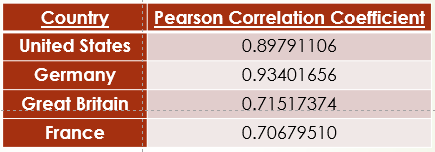 Country Pearson Correlation Coefficient
United States 0.89791106
Germany 0.93401656
Great Britain 0.71517374
France 0.70679510